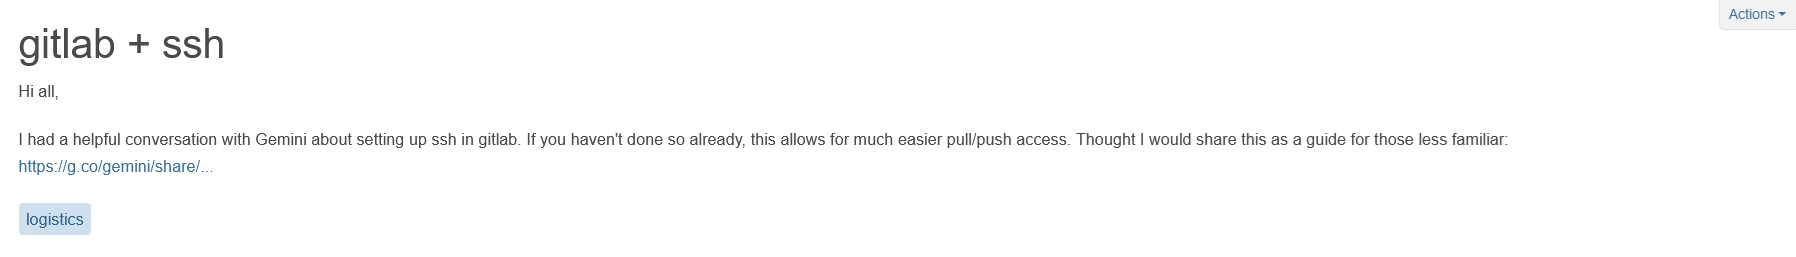 Actions
gitlab + ssh
Hi all,
I had a helpful conversation with Gemini about setting up ssh in gitlab. If you haven't done so already, this allows for much easier pull/push access. Thought I would share this as a guide for those less familiar:
https://g.co/gemini/share/...
logistics